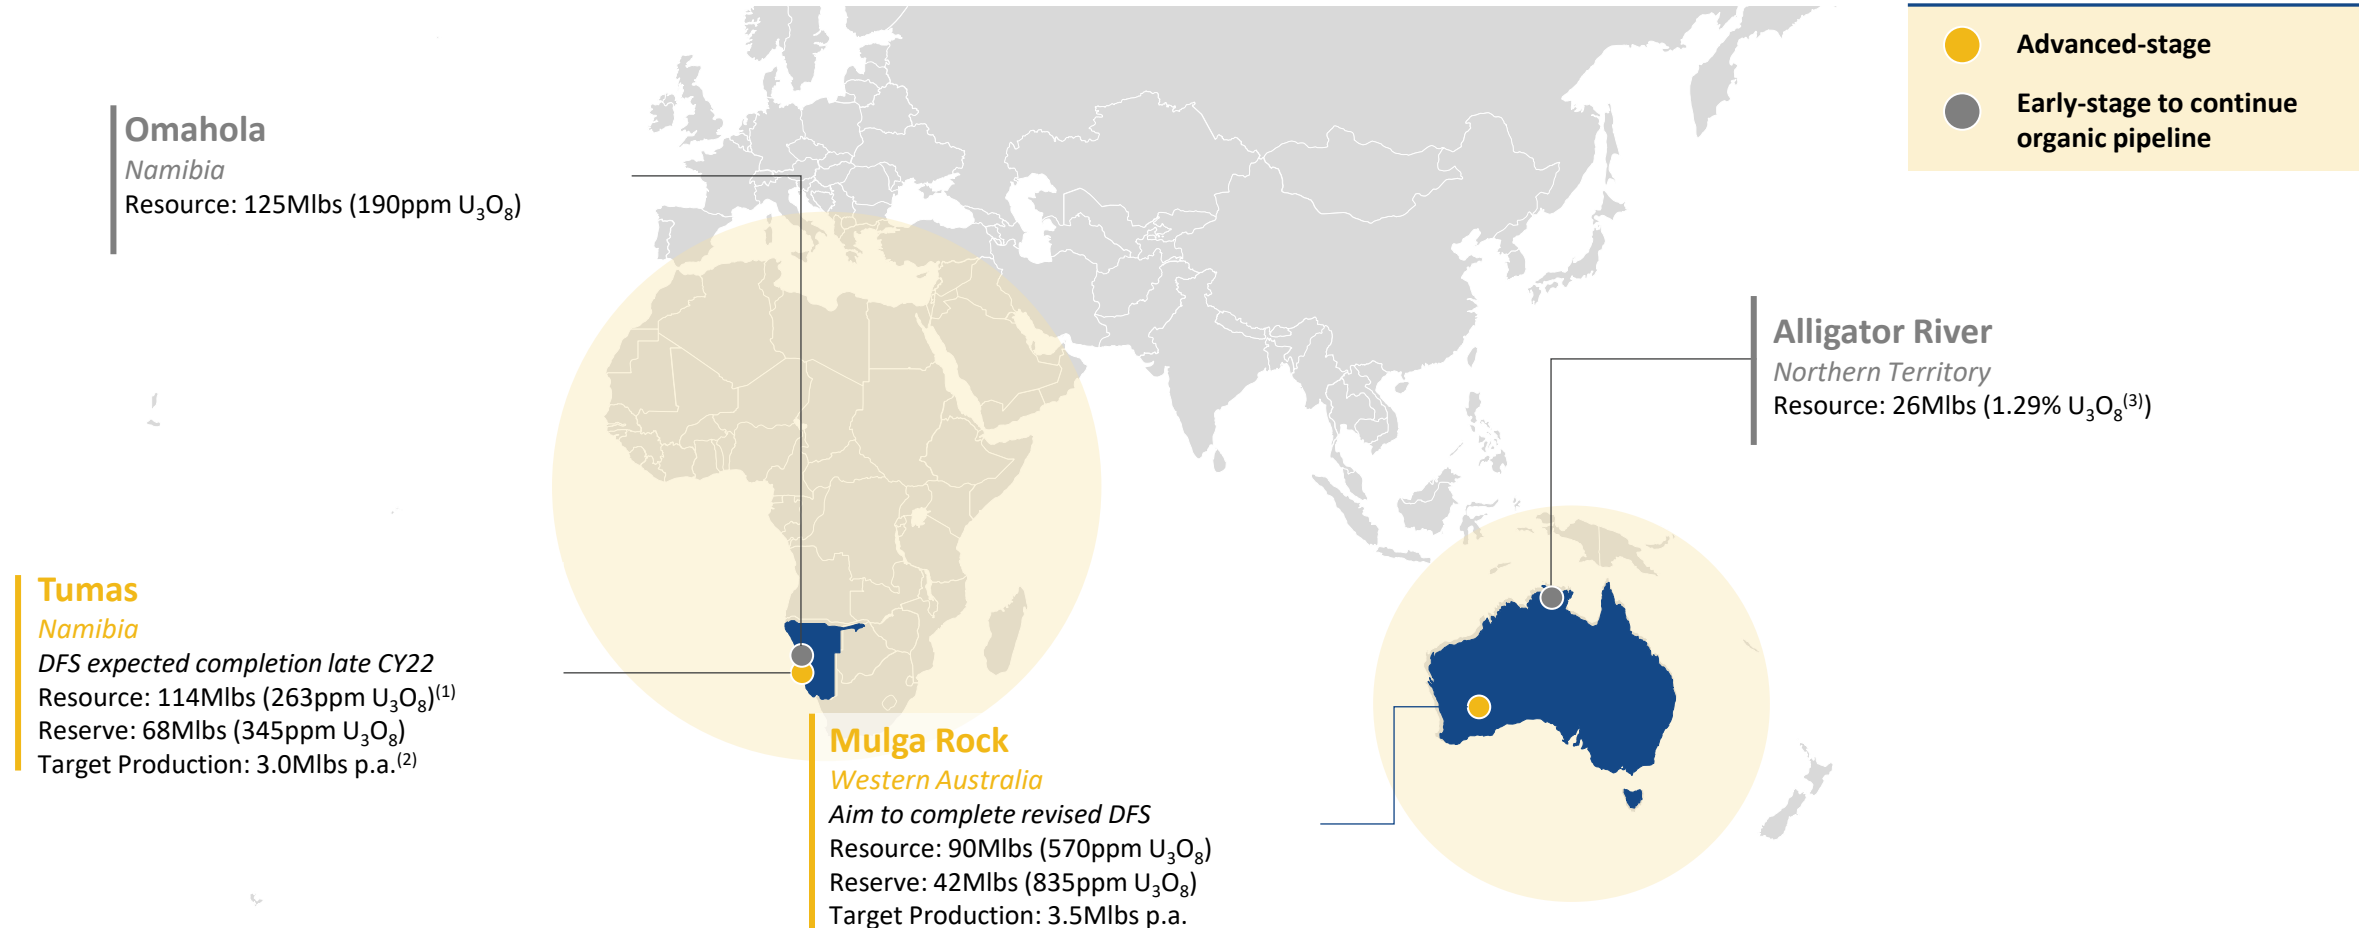 Advanced-stage
Early-stage to continue
organic pipeline
Omahola
Namibia
Resource: 125Mlbs (190ppm U₃O₈)
Alligator River
Northern Territory
Resource: 26Mlbs (1.29% U₃O₈⁽³⁾)
Tumas
Namibia
DFS expected completion late CY22
Resource: 114Mlbs (263ppm U₃O₈)⁽¹⁾
Reserve: 68Mlbs (345ppm U₃O₈)
Target Production: 3.0Mlbs p.a.⁽²⁾
Mulga Rock
Western Australia
Aim to complete revised DFS
Resource: 90Mlbs (570ppm U₃O₈)
Reserve: 42Mlbs (835ppm U₃O₈)
Target Production: 3.5Mlbs p.a.